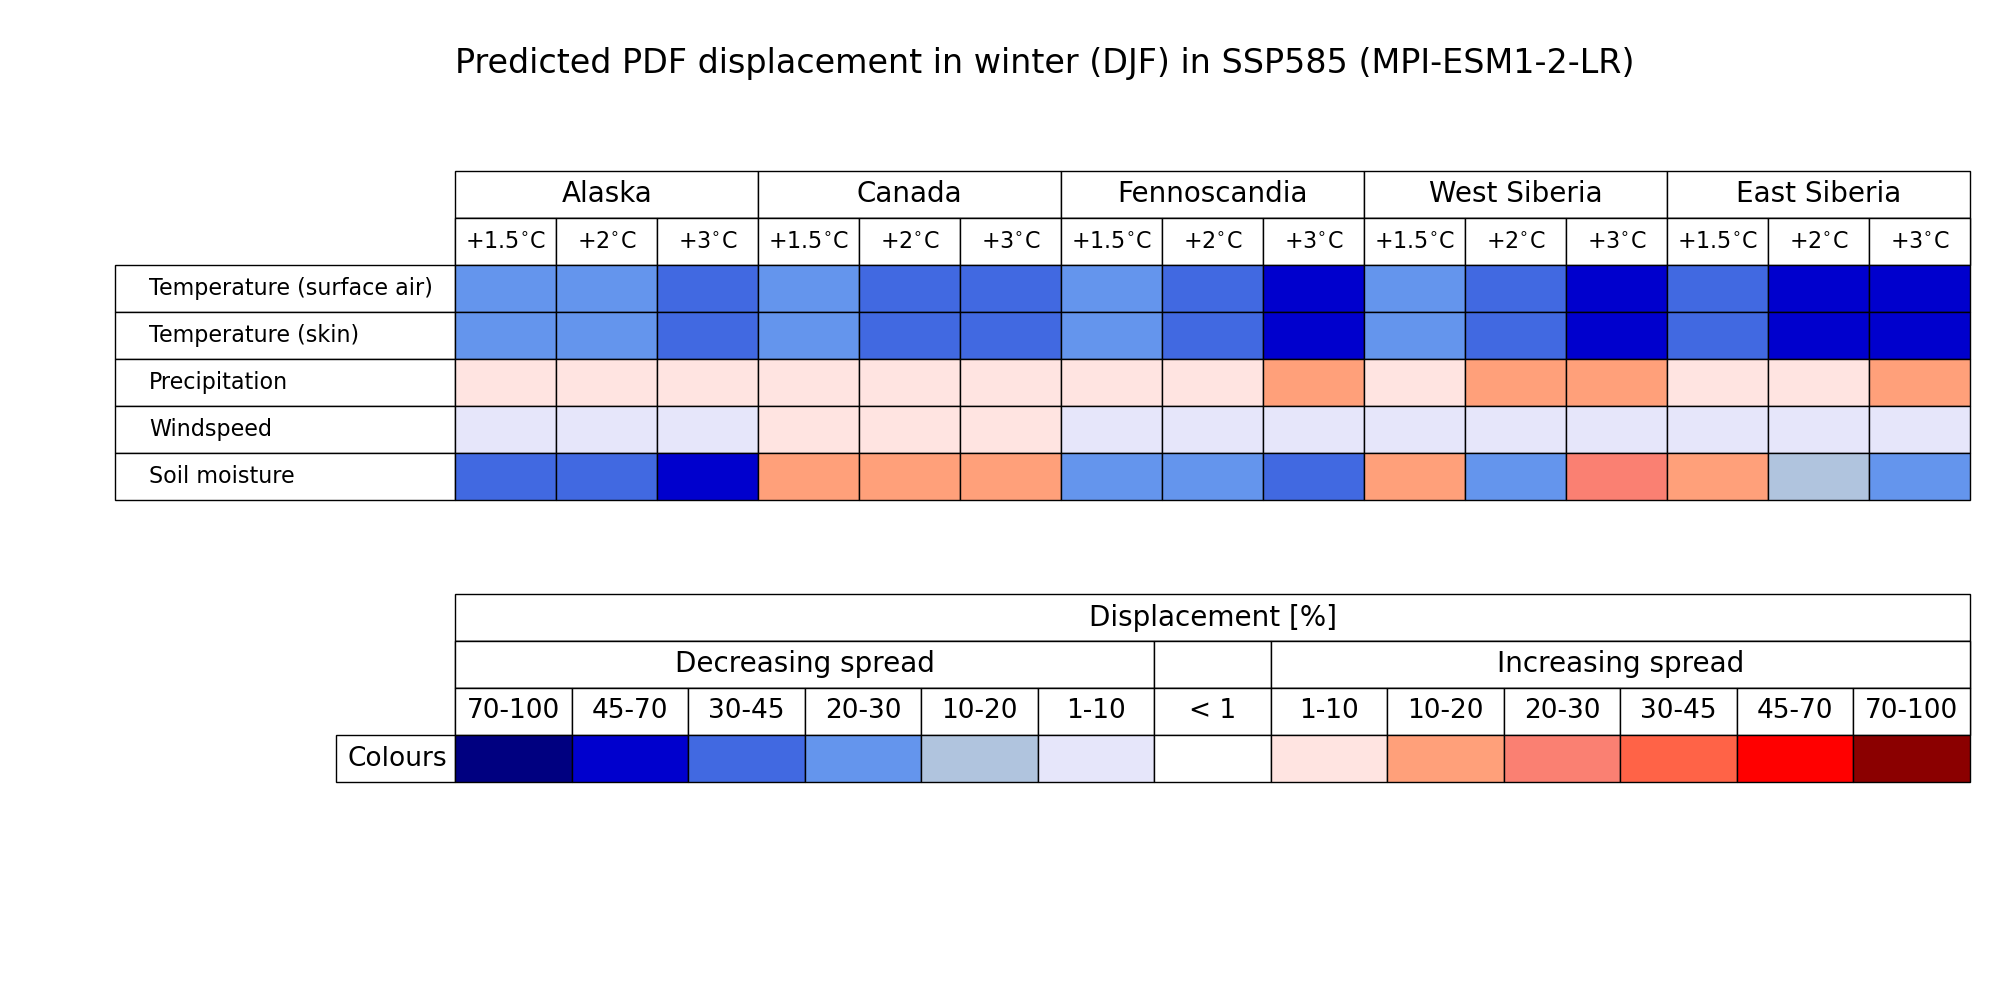 Predicted PDF displacement in winter (DJF) in SSP585 (MPI-ESM1-2-LR)
Alaska Canada Fennoscandia West Siberia East Siberia
+1.5°C +2°C +3°C +1.5°C +2°C +3°C +1.5°C +2°C +3°C +1.5°C +2°C +3°C +1.5°C +2°C +3°C
Temperature (surface air)
Temperature (skin)
Precipitation
Windspeed
Soil moisture
Displacement [%]
Decreasing spread Increasing spread
70-100 45-70 30-45 20-30 10-20 1-10 < 1 1-10 10-20 20-30 30-45 45-70 70-100
Colours